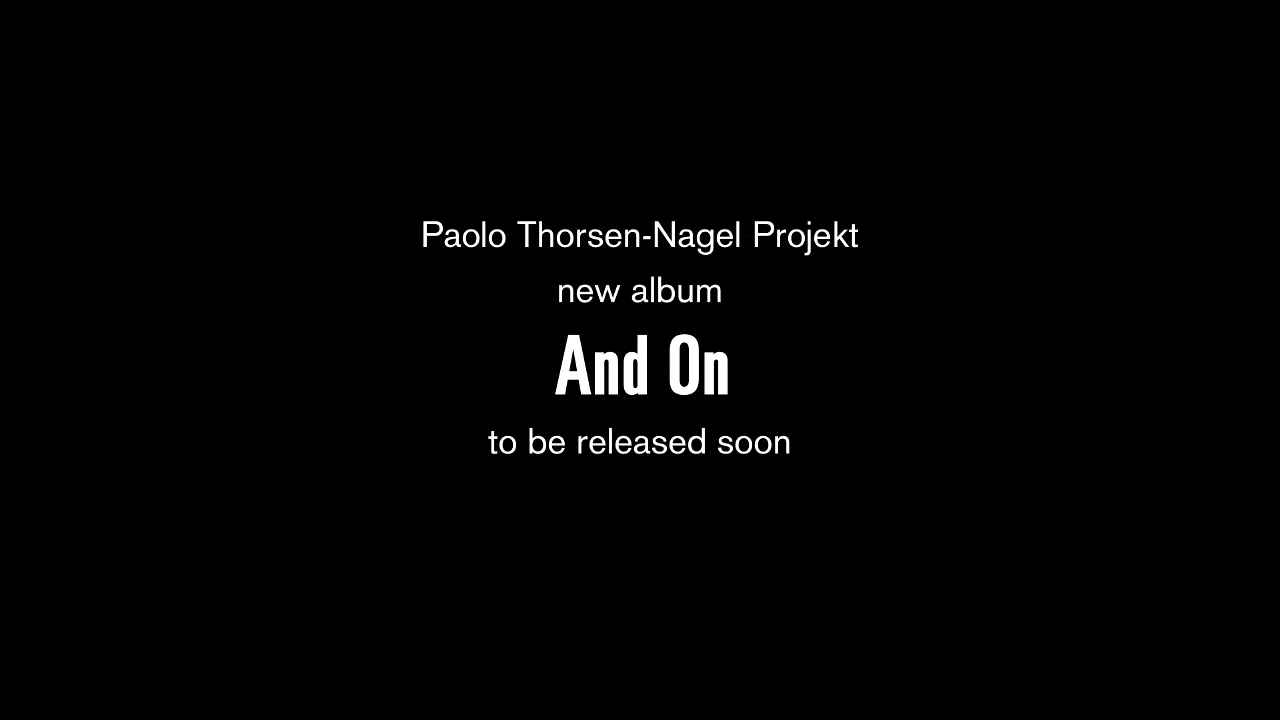 Paolo Thorsen-Nagel Projekt
new album
And On
to be released soon